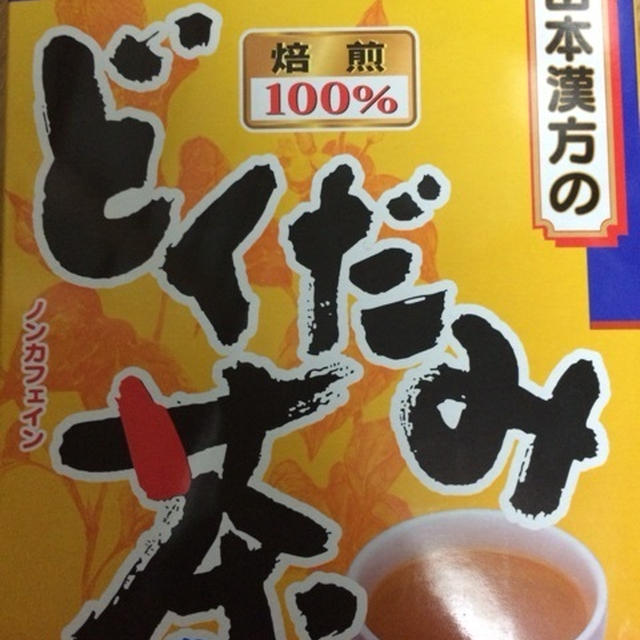 山本漢方の
焙煎
100%
どくだみ
茶
ノンカフェイン